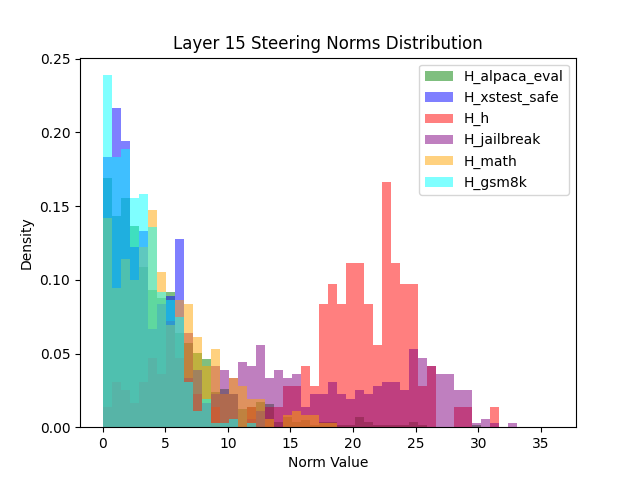 Layer 15 Steering Norms Distribution
0.25
0.20
0.15
0.10
0.05
0.00
Density
H_alpaca_eval
H_xstest_safe
H_h
H_jailbreak
H_math
H_gsm8k
0 5 10 15 20 25 30 35
Norm Value